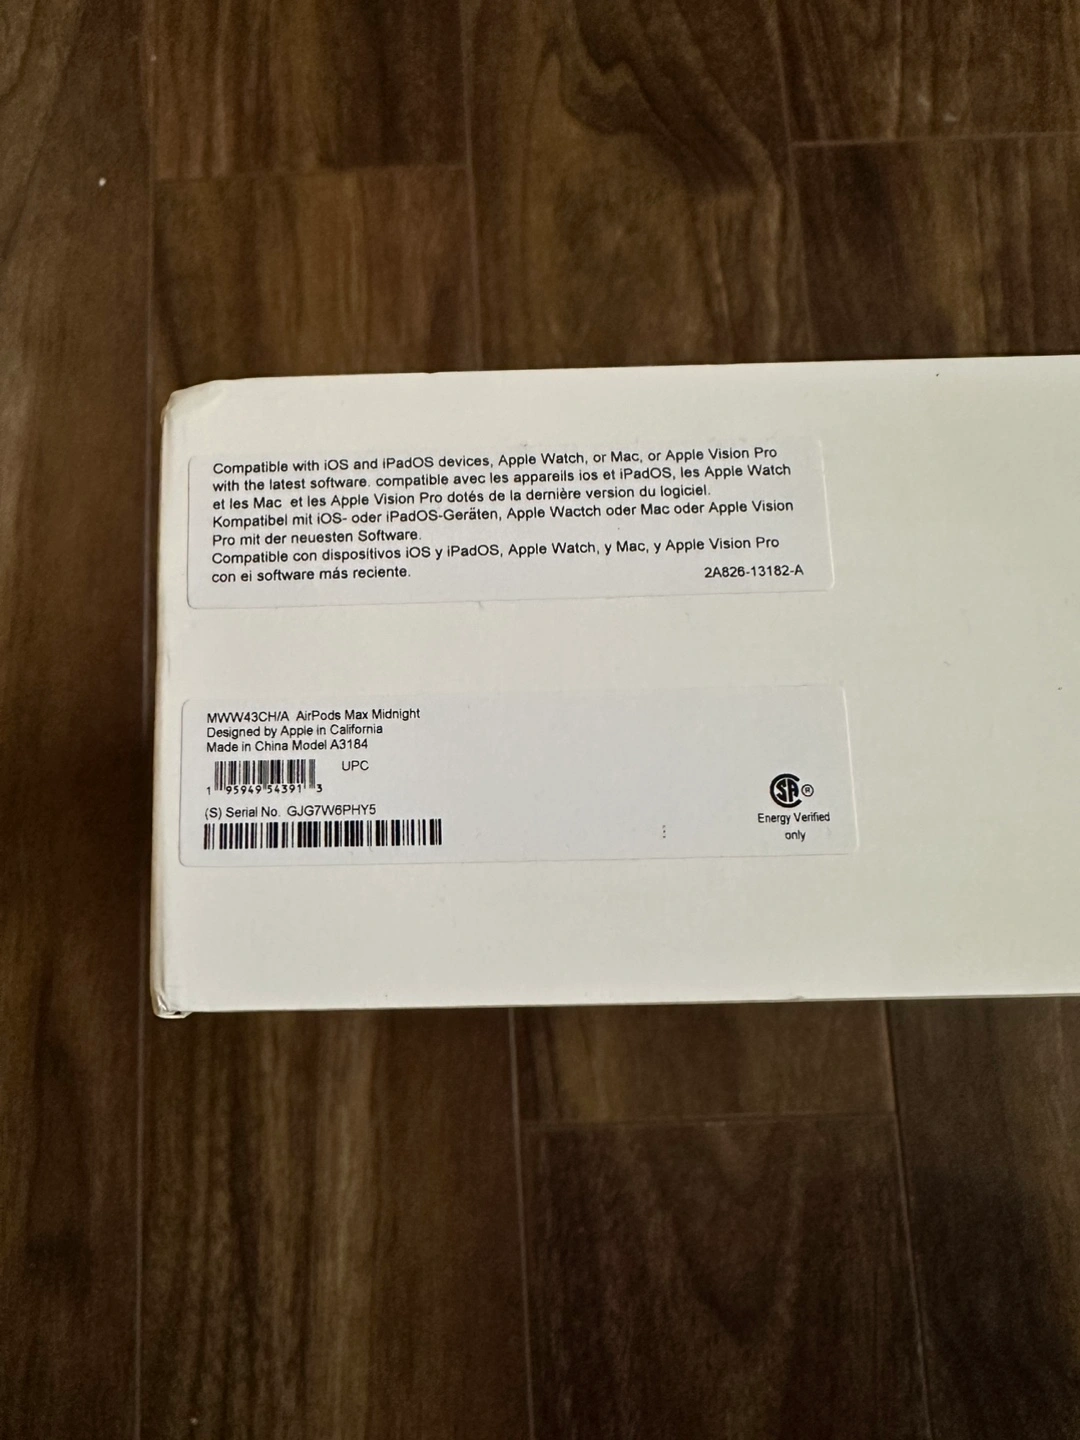 Compatible with iOS and iPadOS devices, Apple Watch, or Mac, or Apple Vision Pro
with the latest software. compatible avec les appareils ios et iPadOS, les Apple Watch
et les Mac et les Apple Vision Pro dotés de la dernière version du logiciel.
Kompatibel mit iOS- oder iPadOS-Geräten, Apple Wactch oder Mac oder Apple Vision
Pro mit der neuesten Software.
Compatible con dispositivos iOS y iPadOS, Apple Watch, y Mac, y Apple Vision Pro
con ei software más reciente.
2A826-13182-A
MWW43CH/A AirPods Max Midnight
Designed by Apple in California
Made in China Model A3184
UPC
1 95949 54391 3
(S) Serial No. GJG7W6PHY5
SA®
Energy Verified
only